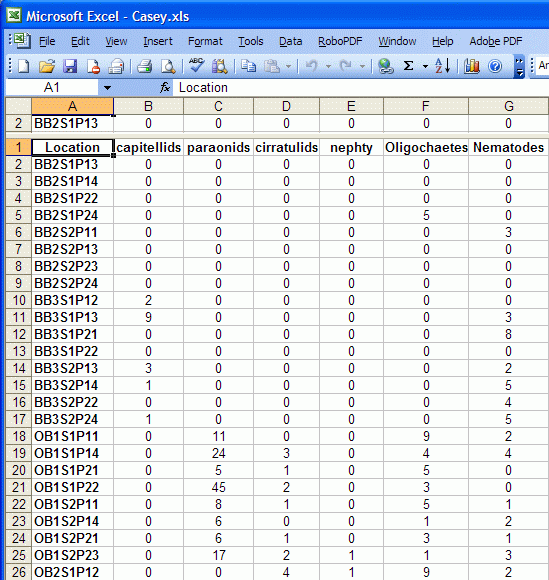 Microsoft Excel - Casey.xls
File Edit View Insert Format Tools Data RoboPDF Window Help Adobe PDF
ABC Σ A Z Ar
A1 fx Location
A B C D E F G
2 BB2S1P13 0 0 0 0 0 0
1 Location capitellids paraonids cirratulids nephty Oligochaetes Nematodes
2 BB2S1P13 0 0 0 0 0 0
3 BB2S1P14 0 0 0 0 0 0
4 BB2S1P22 0 0 0 0 0 0
5 BB2S1P24 0 0 0 0 5 0
6 BB2S2P11 0 0 0 0 0 3
7 BB2S2P13 0 0 0 0 0 0
8 BB2S2P23 0 0 0 0 0 0
9 BB2S2P24 0 0 0 0 0 0
10 BB3S1P12 2 0 0 0 0 0
11 BB3S1P13 9 0 0 0 0 3
12 BB3S1P21 0 0 0 0 0 8
13 BB3S1P22 0 0 0 0 0 0
14 BB3S2P13 3 0 0 0 0 2
15 BB3S2P14 1 0 0 0 0 5
16 BB3S2P22 0 0 0 0 0 4
17 BB3S2P24 1 0 0 0 0 5
18 OB1S1P11 0 11 0 0 9 2
19 OB1S1P14 0 24 3 0 4 4
20 OB1S1P21 0 5 1 0 5 0
21 OB1S1P22 0 45 2 0 3 0
22 OB1S2P11 0 8 1 0 5 1
23 OB1S2P14 0 6 0 0 1 2
24 OB1S2P21 0 6 1 0 3 1
25 OB1S2P23 0 17 2 1 1 3
26 OB2S1P12 0 0 4 1 9 2